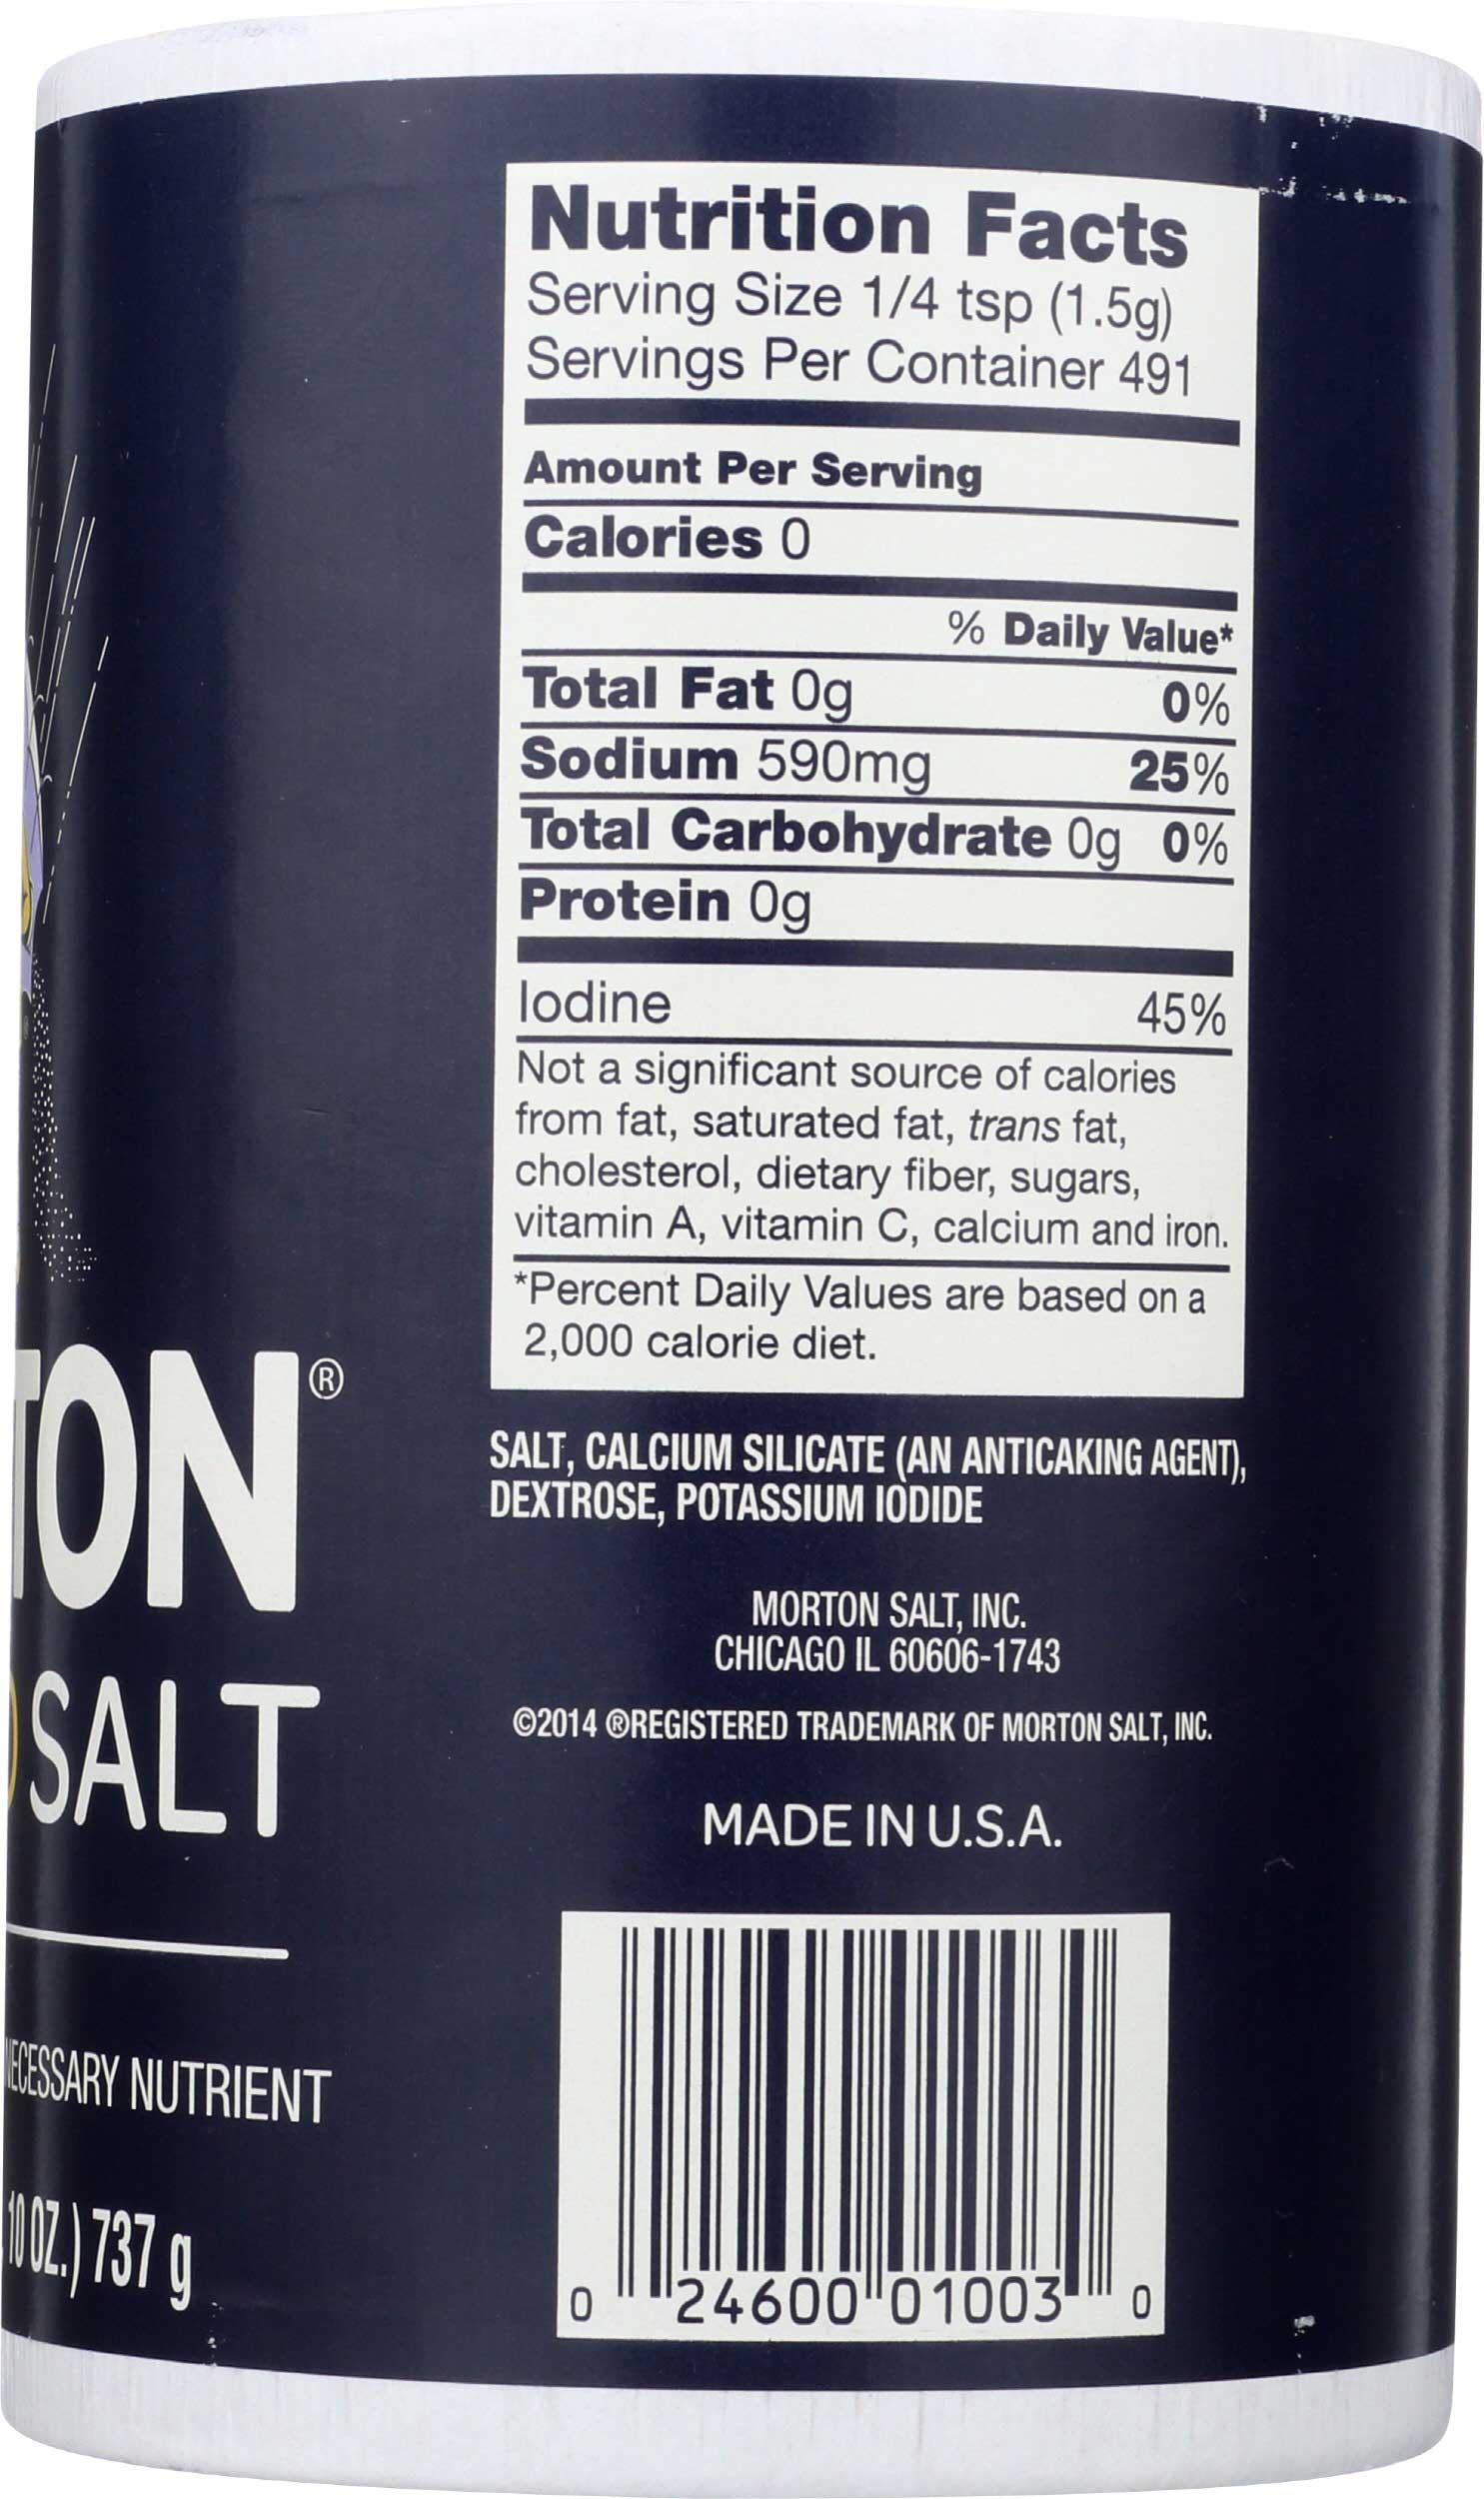 Nutrition Facts
Serving Size 1/4 tsp (1.5g)
Servings Per Container 491
Amount Per Serving
Calories 0
% Daily Value*
Total Fat 0g 0%
Sodium 590mg 25%
Total Carbohydrate 0g 0%
Protein 0g
Iodine 45%
Not a significant source of calories
from fat, saturated fat, trans fat,
cholesterol, dietary fiber, sugars,
vitamin A, vitamin C, calcium and iron.
*Percent Daily Values are based on a
2,000 calorie diet.
SALT, CALCIUM SILICATE (AN ANTICAKING AGENT),
DEXTROSE, POTASSIUM IODIDE
MORTON SALT, INC.
CHICAGO IL 60606-1743
©2014 ®REGISTERED TRADEMARK OF MORTON SALT, INC.
MADE IN U.S.A.
0 24600 01003 0
TON®
SALT
NECESSARY NUTRIENT
10 OZ.) 737 g